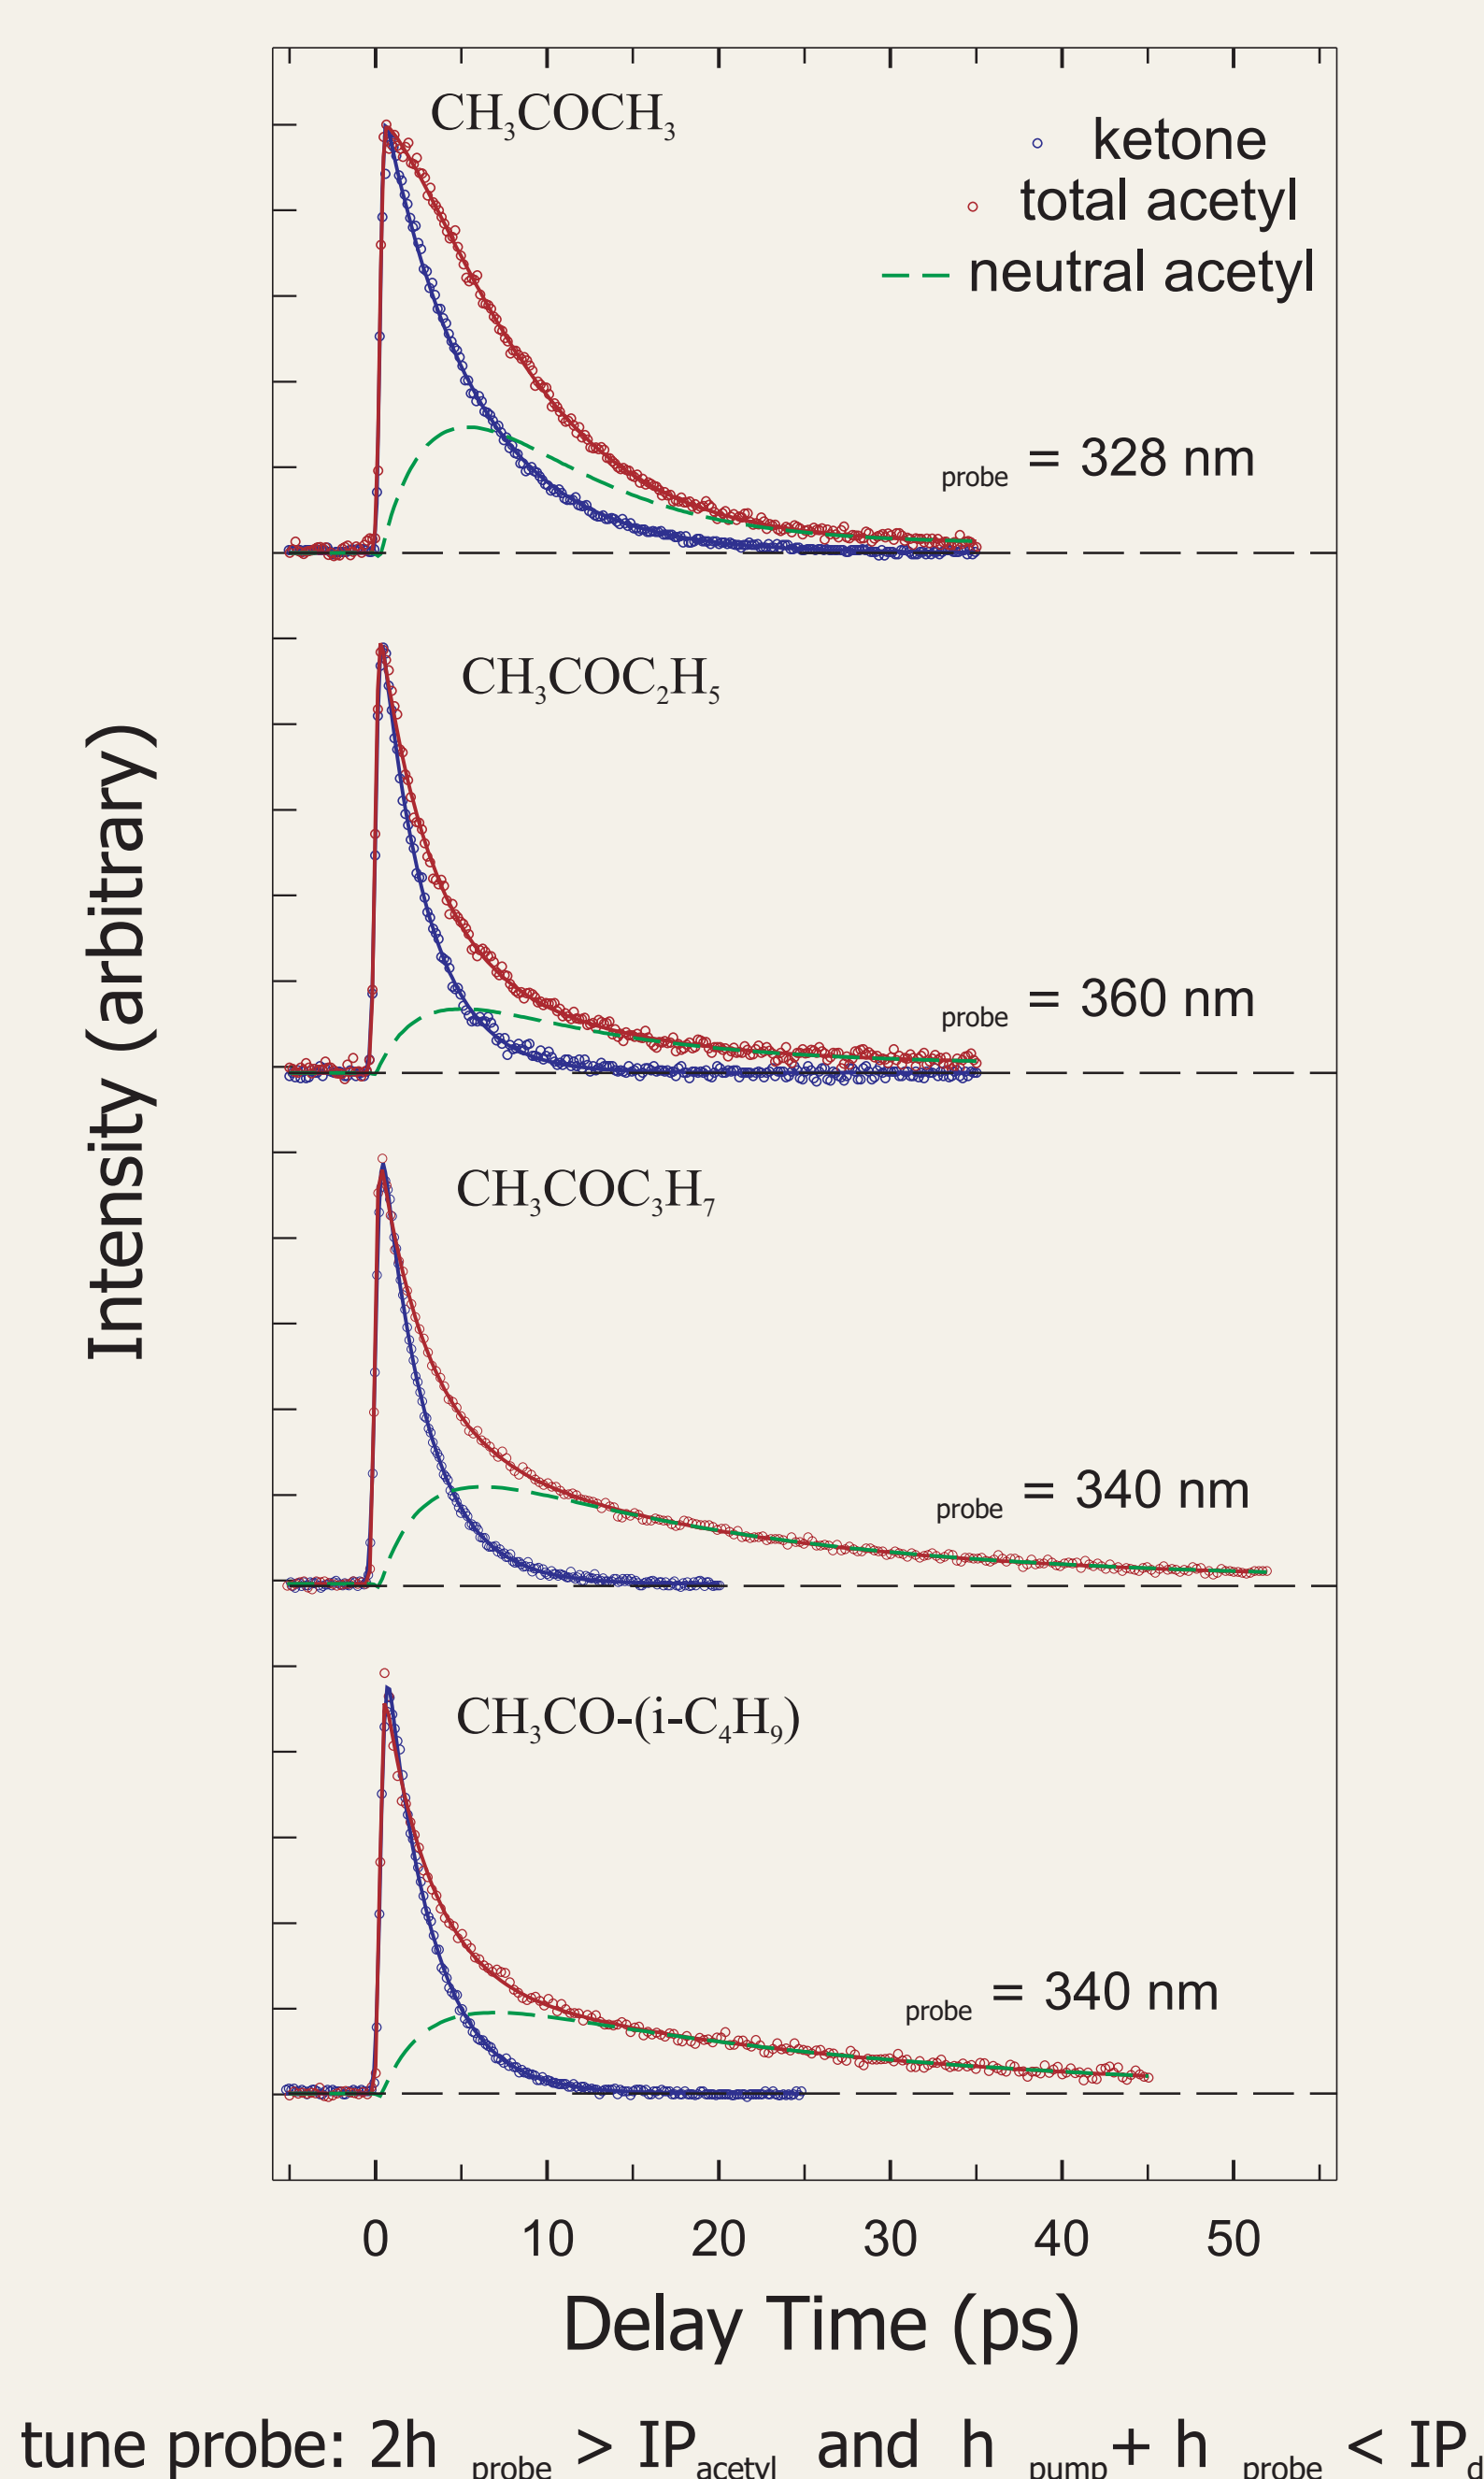 CH₃COCH₃
ketone
total acetyl
neutral acetyl
probe = 328 nm
CH₃COC₂H₅
probe = 360 nm
CH₃COC₃H₇
probe = 340 nm
CH₃CO-(i-C₄H₉)
probe = 340 nm
Intensity (arbitrary)
0 10 20 30 40 50
Delay Time (ps)
tune probe: 2h probe > IPacetyl and h pump + h probe < IPd